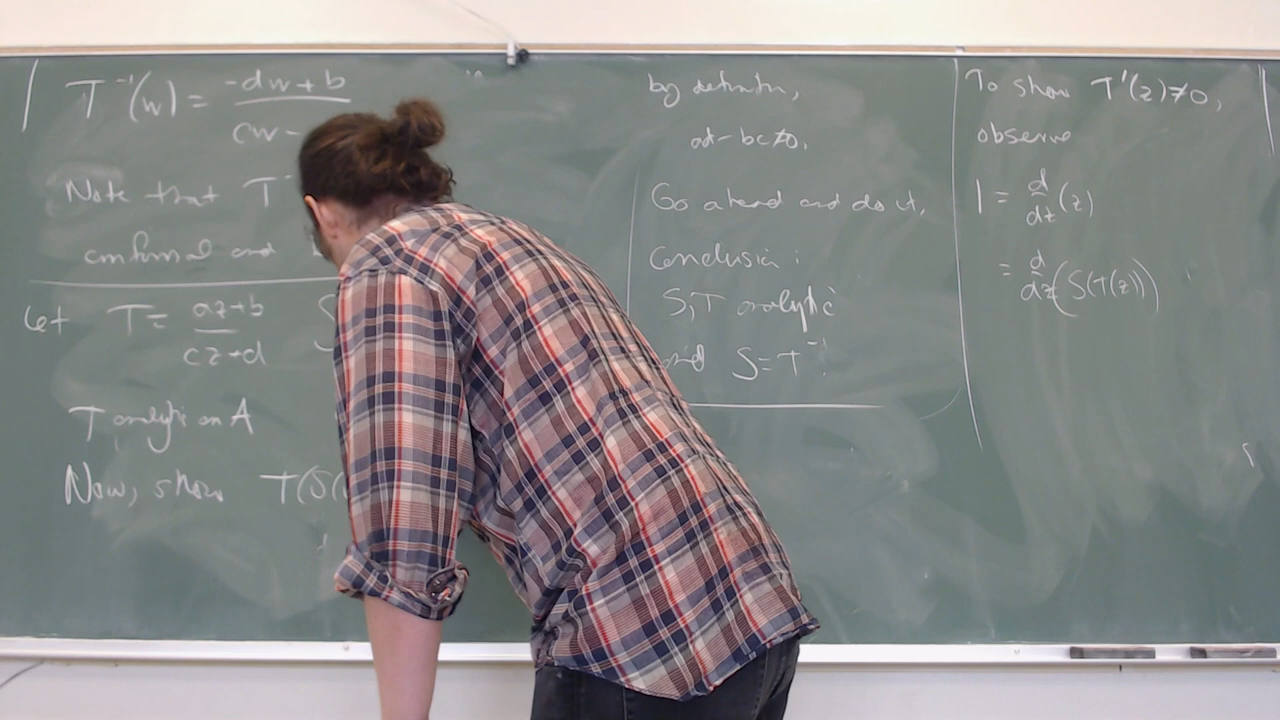 T⁻¹(w) = -dw+b / cw-
Note that T⁻
conformal and
Let T = az+b / cz+d S
T analytic on A
Now, show T(S(
by definition,
ad-bc≠0.
Go ahead and do it.
Conclusion:
S,T analytic
and S=T⁻¹.
To show T'(z)≠0,
observe
1 = d/dz (z)
= d/dz (S(T(z)))